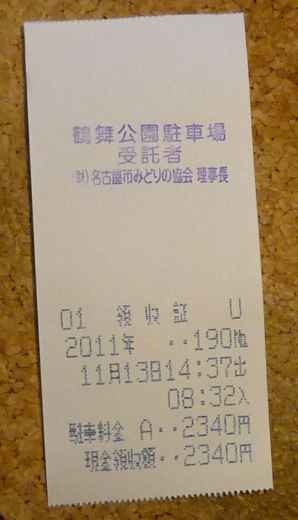 鶴舞公園駐車場
受託者
(財)名古屋市みどりの協会 理事長
01 領収証 U
2011年 ･･190
11月13日14:37出
08:32入
駐車料金 A･･2340円
現金領収額･･2340円